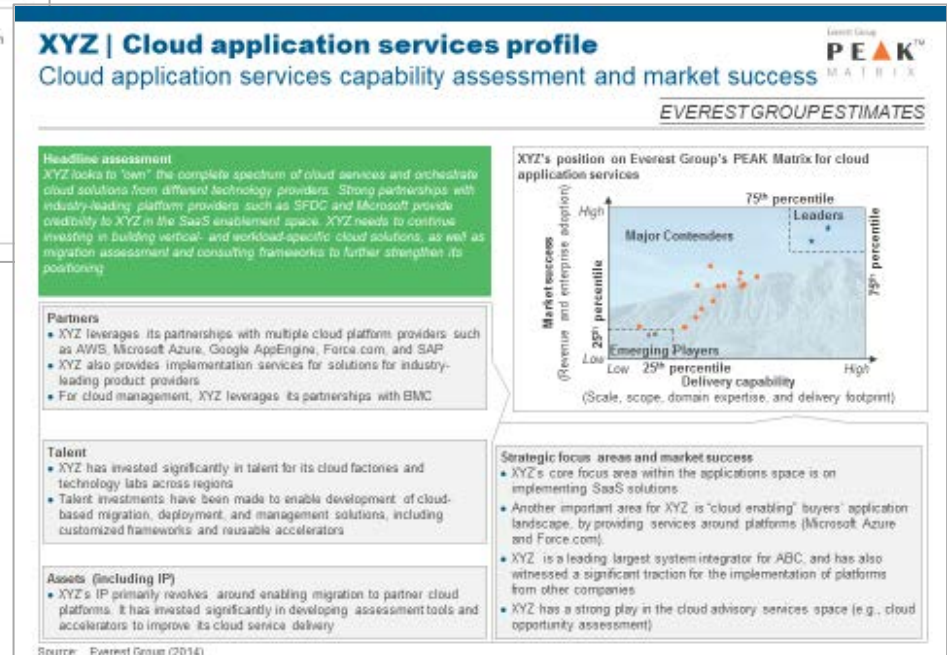 XYZ | Cloud application services profile
Cloud application services capability assessment and market success
Everest Group
PEAK™
MATRIX
EVEREST GROUP ESTIMATES
Headline assessment
XYZ looks to "own" the complete spectrum of cloud services and orchestrate
cloud solutions from different technology providers. Strong partnerships with
industry-leading platform providers such as SFDC and Microsoft provide
credibility to XYZ in the SaaS enablement space. XYZ needs to continue
investing in building vertical- and workload-specific cloud solutions, as well as
migration assessment and consulting frameworks to further strengthen its
positioning
Partners
• XYZ leverages its partnerships with multiple cloud platform providers such
as AWS, Microsoft Azure, Google AppEngine, Force.com, and SAP
• XYZ also provides implementation services for solutions for industry-
leading product providers
• For cloud management, XYZ leverages its partnerships with BMC
Talent
• XYZ has invested significantly in talent for its cloud factories and
technology labs across regions
• Talent investments have been made to enable development of cloud-
based migration, deployment, and management solutions, including
customized frameworks and reusable accelerators
Assets (including IP)
• XYZ's IP primarily revolves around enabling migration to partner cloud
platforms. It has invested significantly in developing assessment tools and
accelerators to improve its cloud service delivery
XYZ's position on Everest Group's PEAK Matrix for cloud
application services
75th percentile
High
Leaders
Major Contenders
Market success
(Revenue and enterprise adoption)
25th percentile
75th percentile
Emerging Players
Low
Low 25th percentile High
Delivery capability
(Scale, scope, domain expertise, and delivery footprint)
Strategic focus areas and market success
• XYZ's core focus area within the applications space is on
implementing SaaS solutions
• Another important area for XYZ is "cloud enabling" buyers' application
landscape, by providing services around platforms (Microsoft Azure
and Force.com).
• XYZ is a leading largest system integrator for ABC, and has also
witnessed a significant traction for the implementation of platforms
from other companies
• XYZ has a strong play in the cloud advisory services space (e.g., cloud
opportunity assessment)
Source: Everest Group (2014)